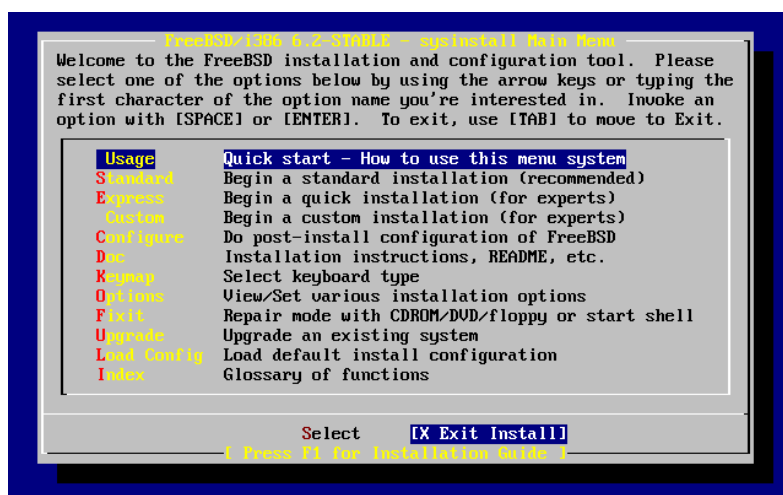 FreeBSD/i386 6.2-STABLE - sysinstall Main Menu
Welcome to the FreeBSD installation and configuration tool.  Please
select one of the options below by using the arrow keys or typing the
first character of the option name you're interested in.  Invoke an
option with [SPACE] or [ENTER].  To exit, use [TAB] to move to Exit.
Usage Quick start - How to use this menu system
Standard Begin a standard installation (recommended)
Express Begin a quick installation (for experts)
Custom Begin a custom installation (for experts)
Configure Do post-install configuration of FreeBSD
Doc Installation instructions, README, etc.
Keymap Select keyboard type
Options View/Set various installation options
Fixit Repair mode with CDROM/DVD/floppy or start shell
Upgrade Upgrade an existing system
Load Config Load default install configuration
Index Glossary of functions
Select [X Exit Install]
[ Press F1 for Installation Guide ]